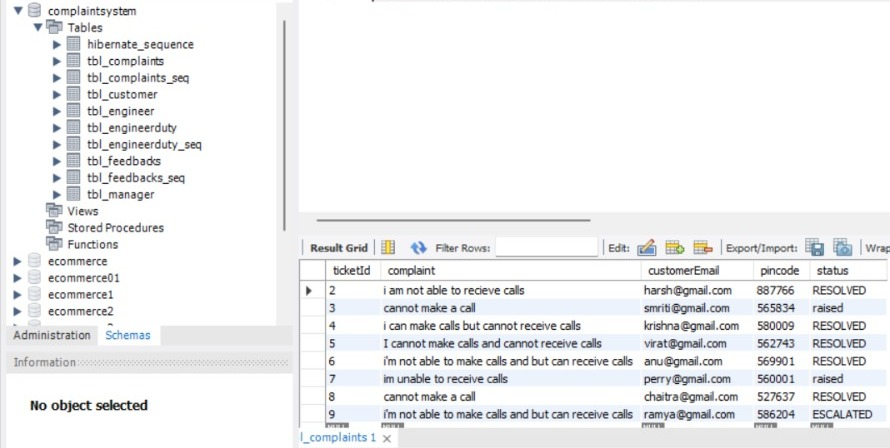 complaintsystem
Tables
hibernate_sequence
tbl_complaints
tbl_complaints_seq
tbl_customer
tbl_engineer
tbl_engineerduty
tbl_engineerduty_seq
tbl_feedbacks
tbl_feedbacks_seq
tbl_manager
Views
Stored Procedures
Functions
ecommerce
ecommerce01
ecommerce1
ecommerce2
Administration Schemas
Information
No object selected
Result Grid Filter Rows: Edit: Export/Import: Wrap
ticketId complaint customerEmail pincode status
2 i am not able to recieve calls harsh@gmail.com 887766 RESOLVED
3 cannot make a call smriti@gmail.com 565834 raised
4 i can make calls but cannot receive calls krishna@gmail.com 580009 RESOLVED
5 I cannot make calls and cannot receive calls virat@gmail.com 562743 RESOLVED
6 i'm not able to make calls and but can receive calls anu@gmail.com 569901 RESOLVED
7 im unable to receive calls perry@gmail.com 560001 raised
8 cannot make a call chaitra@gmail.com 527637 RESOLVED
9 i'm not able to make calls and but can receive calls ramya@gmail.com 586204 ESCALATED
l_complaints 1